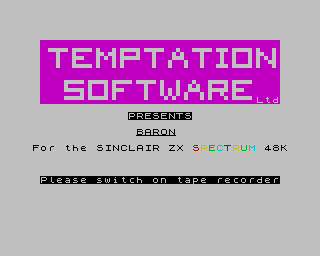 TEMPTATION
SOFTWARE Ltd
PRESENTS
BARON
For the SINCLAIR ZX SPECTRUM 48K
Please switch on tape recorder